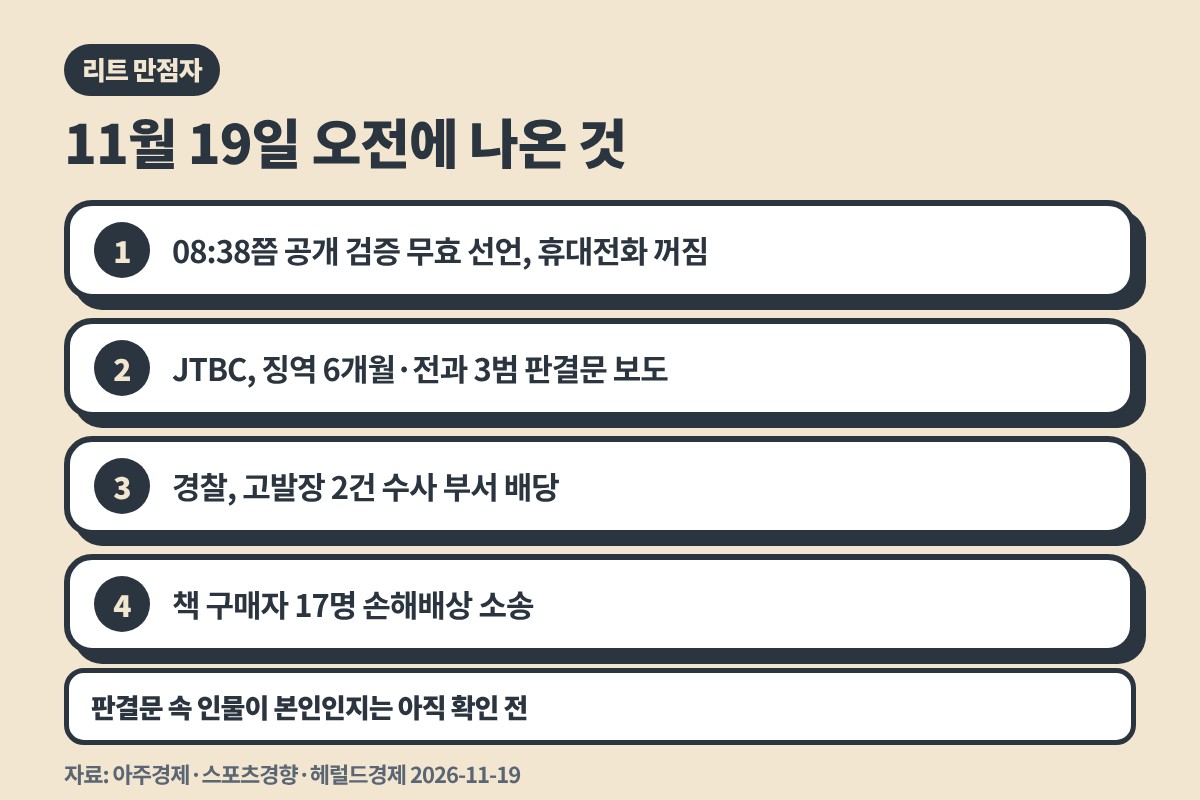 리트 만점자
11월 19일 오전에 나온 것
1 08:38쯤 공개 검증 무효 선언, 휴대전화 꺼짐
2 JTBC, 징역 6개월·전과 3범 판결문 보도
3 경찰, 고발장 2건 수사 부서 배당
4 책 구매자 17명 손해배상 소송
판결문 속 인물이 본인인지는 아직 확인 전
자료: 아주경제·스포츠경향·헤럴드경제 2026-11-19